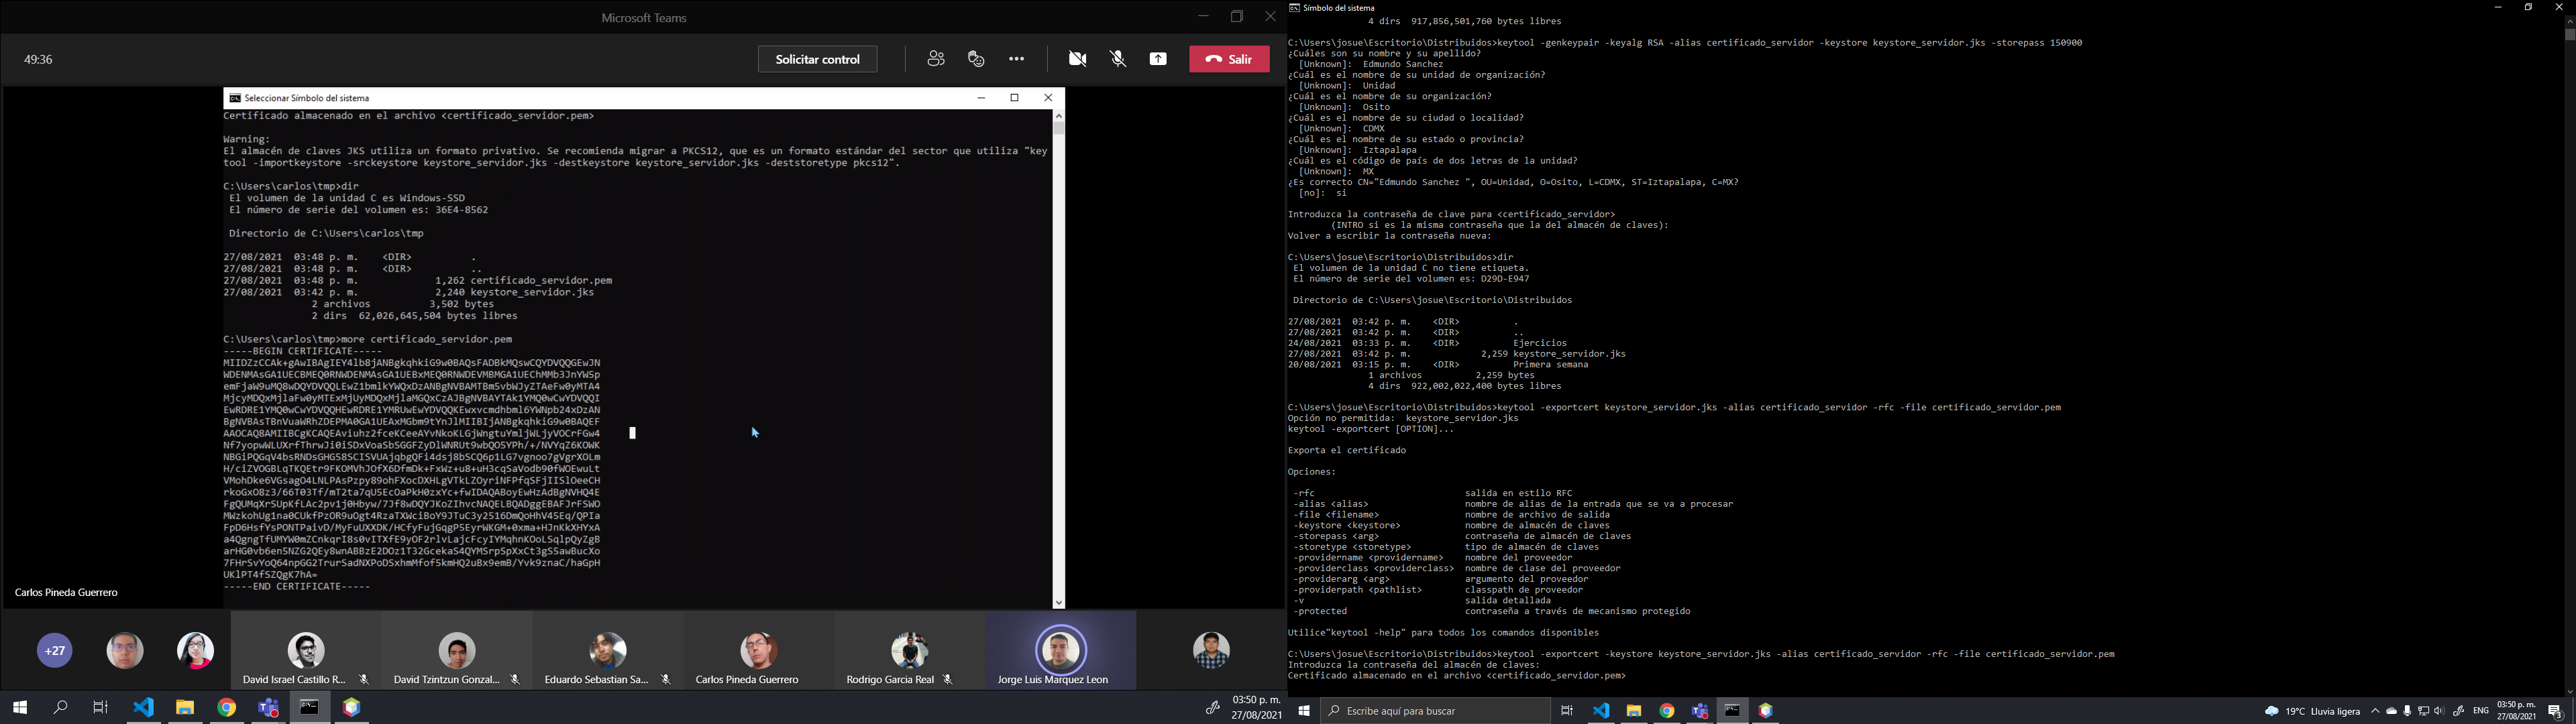 Microsoft Teams
49:36
Solicitar control
Salir
Seleccionar Símbolo del sistema
Certificado almacenado en el archivo <certificado_servidor.pem>
Warning:
El almacén de claves JKS utiliza un formato privativo. Se recomienda migrar a PKCS12, que es un formato estándar del sector que utiliza "key
tool -importkeystore -srckeystore keystore_servidor.jks -destkeystore keystore_servidor.jks -deststoretype pkcs12".
C:\Users\carlos\tmp>dir
El volumen de la unidad C es Windows-SSD
El número de serie del volumen es: 36E4-8562
Directorio de C:\Users\carlos\tmp
27/08/2021  03:48 p. m.    <DIR>          .
27/08/2021  03:48 p. m.    <DIR>          ..
27/08/2021  03:48 p. m.             1,262 certificado_servidor.pem
27/08/2021  03:42 p. m.             2,240 keystore_servidor.jks
2 archivos          3,502 bytes
2 dirs  62,026,645,504 bytes libres
C:\Users\carlos\tmp>more certificado_servidor.pem
-----BEGIN CERTIFICATE-----
-----END CERTIFICATE-----
Carlos Pineda Guerrero
+27
David Israel Castillo R...
David Tzintzun Gonzal...
Eduardo Sebastian Sa...
Carlos Pineda Guerrero
Rodrigo Garcia Real
Jorge Luis Marquez Leon
03:50 p. m.
27/08/2021
Símbolo del sistema
4 dirs  917,856,501,760 bytes libres
C:\Users\josue\Escritorio\Distribuidos>keytool -genkeypair -keyalg RSA -alias certificado_servidor -keystore keystore_servidor.jks -storepass 150900
¿Cuáles son su nombre y su apellido?
[Unknown]:  Edmundo Sanchez
¿Cuál es el nombre de su unidad de organización?
[Unknown]:  Unidad
¿Cuál es el nombre de su organización?
[Unknown]:  Osito
¿Cuál es el nombre de su ciudad o localidad?
[Unknown]:  CDMX
¿Cuál es el nombre de su estado o provincia?
[Unknown]:  Iztapalapa
¿Cuál es el código de país de dos letras de la unidad?
[Unknown]:  MX
¿Es correcto CN="Edmundo Sanchez ", OU=Unidad, O=Osito, L=CDMX, ST=Iztapalapa, C=MX?
[no]:  si
Introduzca la contraseña de clave para <certificado_servidor>
(INTRO si es la misma contraseña que la del almacén de claves):
Volver a escribir la contraseña nueva:
C:\Users\josue\Escritorio\Distribuidos>dir
El volumen de la unidad C no tiene etiqueta.
El número de serie del volumen es: D29D-E947
Directorio de C:\Users\josue\Escritorio\Distribuidos
27/08/2021  03:42 p. m.    <DIR>          .
27/08/2021  03:42 p. m.    <DIR>          ..
24/08/2021  03:33 p. m.    <DIR>          Ejercicios
27/08/2021  03:42 p. m.             2,259 keystore_servidor.jks
20/08/2021  03:15 p. m.    <DIR>          Primera semana
1 archivos          2,259 bytes
4 dirs  922,002,022,400 bytes libres
C:\Users\josue\Escritorio\Distribuidos>keytool -exportcert keystore_servidor.jks -alias certificado_servidor -rfc -file certificado_servidor.pem
Opción no permitida:  keystore_servidor.jks
keytool -exportcert [OPTION]...
Exporta el certificado
Opciones:
-rfc                            salida en estilo RFC
-alias <alias>                  nombre de alias de la entrada que se va a procesar
-file <filename>                nombre de archivo de salida
-keystore <keystore>            nombre de almacén de claves
-storepass <arg>                contraseña de almacén de claves
-storetype <storetype>          tipo de almacén de claves
-providername <providername>    nombre del proveedor
-providerclass <providerclass>  nombre de clase del proveedor
-providerarg <arg>              argumento del proveedor
-providerpath <pathlist>        classpath de proveedor
-v                              salida detallada
-protected                      contraseña a través de mecanismo protegido
Utilice"keytool -help" para todos los comandos disponibles
C:\Users\josue\Escritorio\Distribuidos>keytool -exportcert -keystore keystore_servidor.jks -alias certificado_servidor -rfc -file certificado_servidor.pem
Introduzca la contraseña del almacén de claves:
Certificado almacenado en el archivo <certificado_servidor.pem>
Escribe aquí para buscar
19°C  Lluvia ligera
ENG
03:50 p. m.
27/08/2021
3